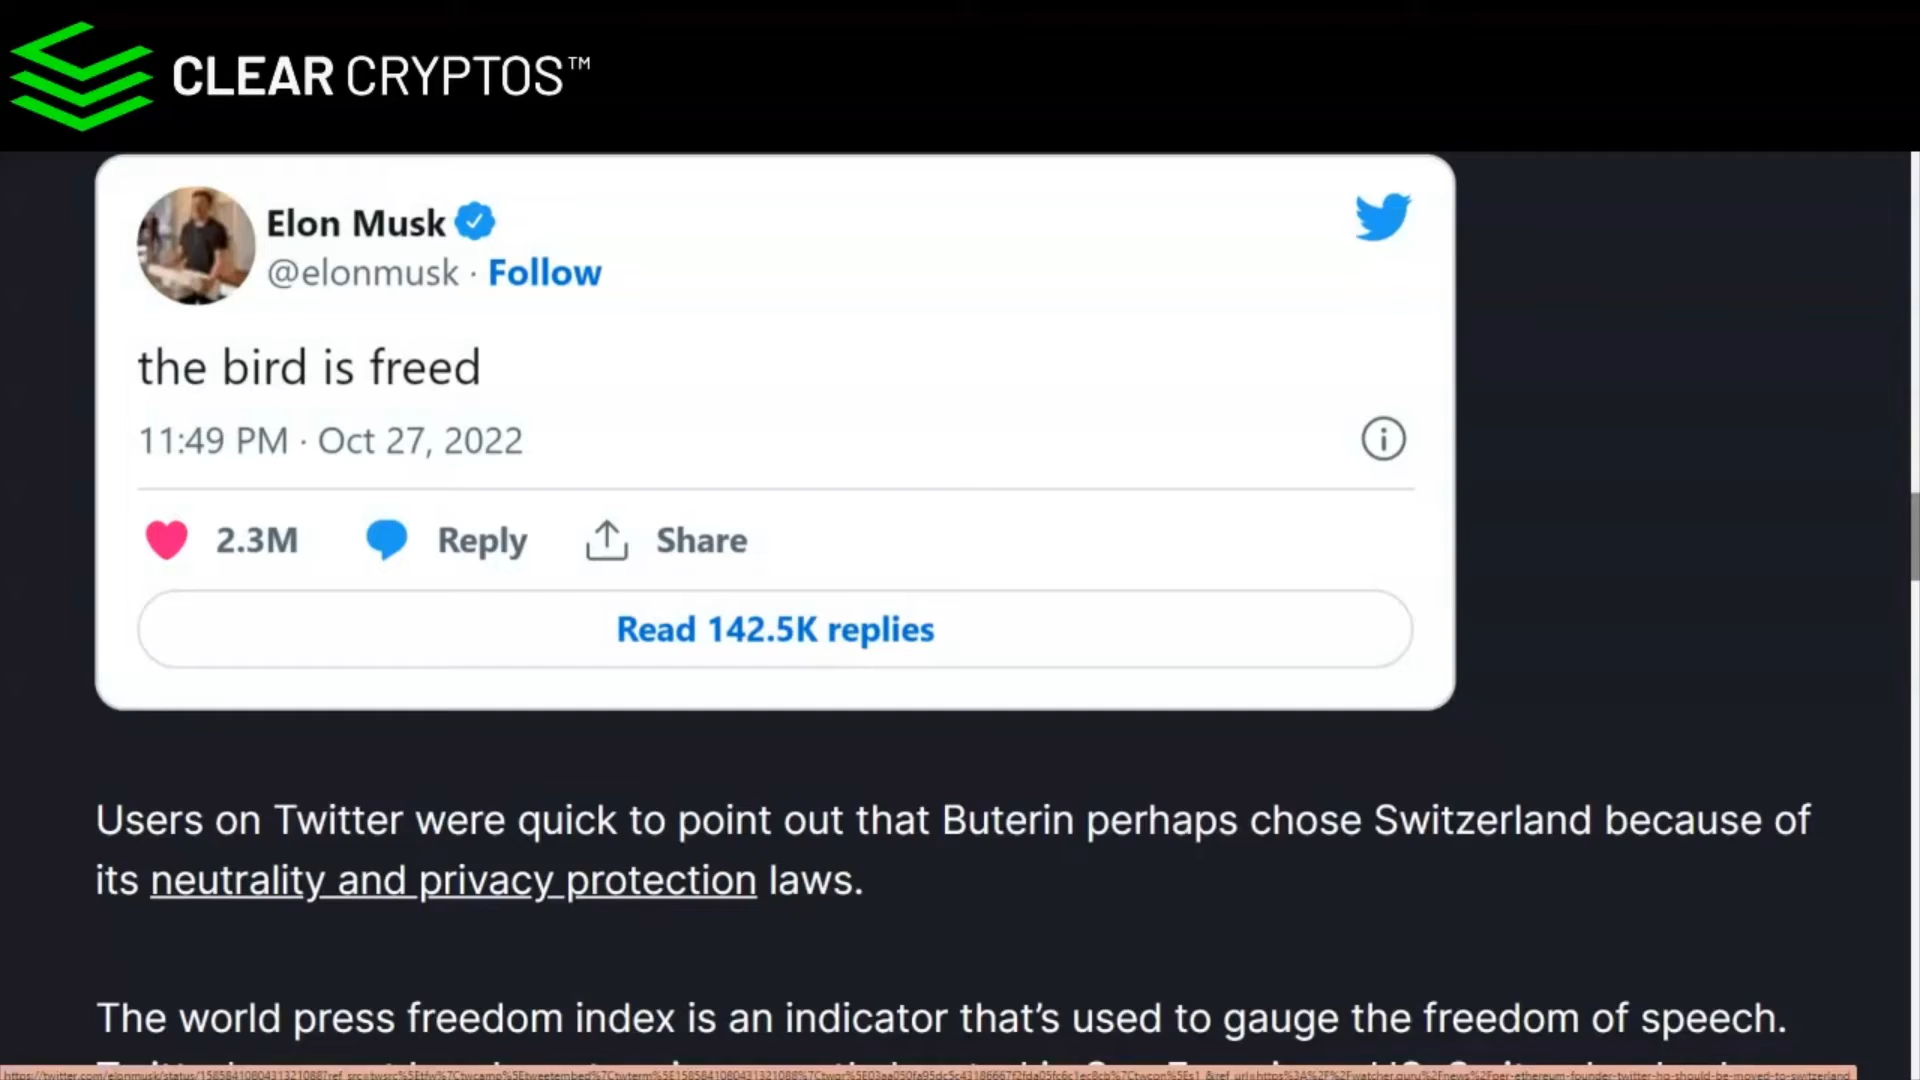 CLEAR CRYPTOS™
Elon Musk
@elonmusk · Follow
the bird is freed
11:49 PM · Oct 27, 2022
2.3M Reply Share
Read 142.5K replies
Users on Twitter were quick to point out that Buterin perhaps chose Switzerland because of
its neutrality and privacy protection laws.
The world press freedom index is an indicator that's used to gauge the freedom of speech.